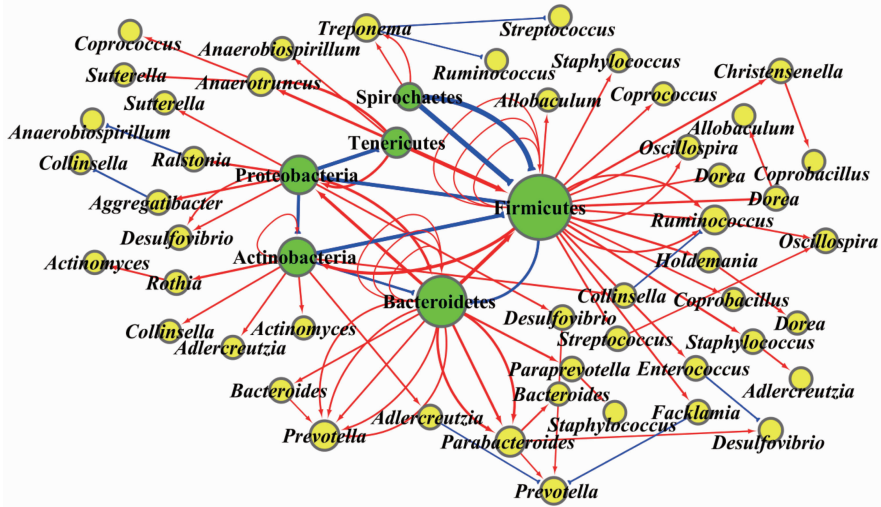 Treponema
Streptococcus
Coprococcus
Anaerobiospirillum
Ruminococcus
Staphylococcus
Christensenella
Sutterella
Anaerotruncus
Spirochaetes
Allobaculum
Coprococcus
Sutterella
Anaerobiospirillum
Tenericutes
Oscillospira
Allobaculum
Collinsella
Ralstonia
Proteobacteria
Dorea
Coprobacillus
Aggregatibacter
Firmicutes
Dorea
Ruminococcus
Desulfovibrio
Oscillospira
Actinomyces
Actinobacteria
Holdemania
Rothia
Bacteroidetes
Collinsella
Coprobacillus
Collinsella
Actinomyces
Desulfovibrio
Streptococcus
Dorea
Adlercreutzia
Staphylococcus
Paraprevotella
Enterococcus
Bacteroides
Bacteroides
Adlercreutzia
Prevotella
Adlercreutzia
Parabacteroides
Staphylococcus
Facklamia
Desulfovibrio
Prevotella